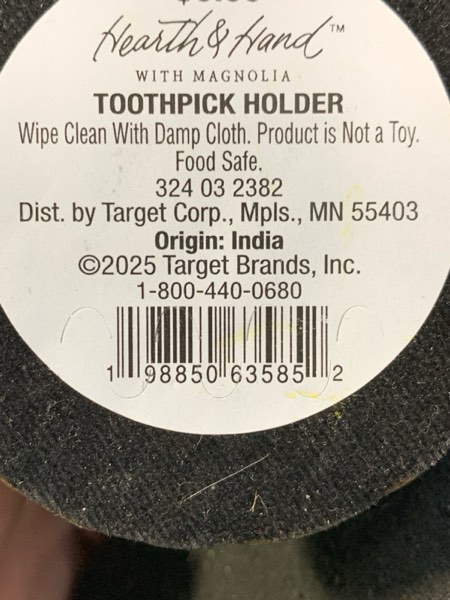 Hearth & Hand™
WITH MAGNOLIA
TOOTHPICK HOLDER
Wipe Clean With Damp Cloth. Product is Not a Toy.
Food Safe.
324 03 2382
Dist. by Target Corp., Mpls., MN 55403
Origin: India
©2025 Target Brands, Inc.
1-800-440-0680
1 98850 63585 2